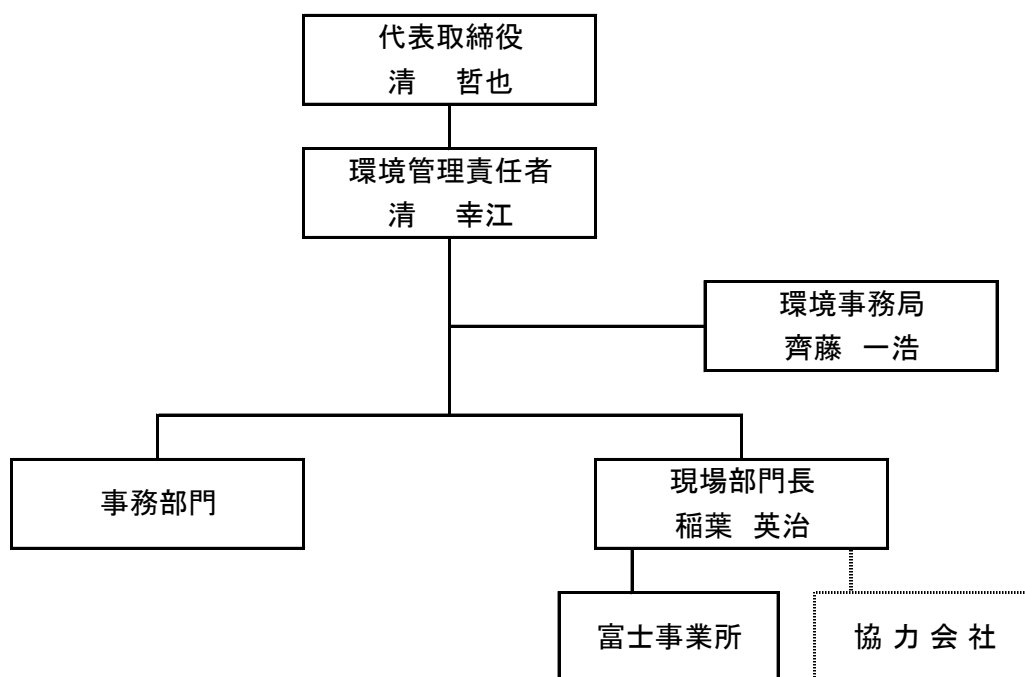 代表取締役
清 哲也
環境管理責任者
清 幸江
環境事務局
齊藤 一浩
事務部門
現場部門長
稲葉 英治
富士事業所
協 力 会 社